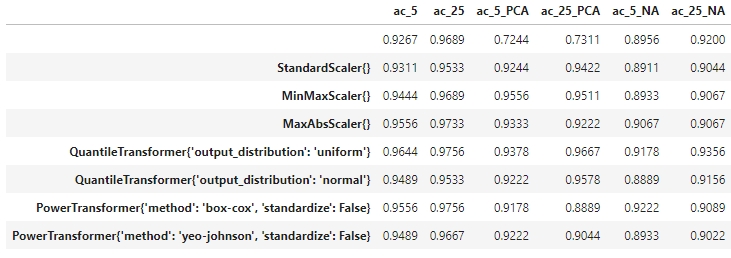 ac_5 ac_25 ac_5_PCA ac_25_PCA ac_5_NA ac_25_NA
0.9267 0.9689 0.7244 0.7311 0.8956 0.9200
StandardScaler{} 0.9311 0.9533 0.9244 0.9422 0.8911 0.9044
MinMaxScaler{} 0.9444 0.9689 0.9556 0.9511 0.8933 0.9067
MaxAbsScaler{} 0.9556 0.9733 0.9333 0.9222 0.9067 0.9067
QuantileTransformer{'output_distribution': 'uniform'} 0.9644 0.9756 0.9378 0.9667 0.9178 0.9356
QuantileTransformer{'output_distribution': 'normal'} 0.9489 0.9533 0.9222 0.9578 0.8889 0.9156
PowerTransformer{'method': 'box-cox', 'standardize': False} 0.9556 0.9756 0.9178 0.8889 0.9222 0.9089
PowerTransformer{'method': 'yeo-johnson', 'standardize': False} 0.9489 0.9667 0.9222 0.9044 0.8933 0.9022